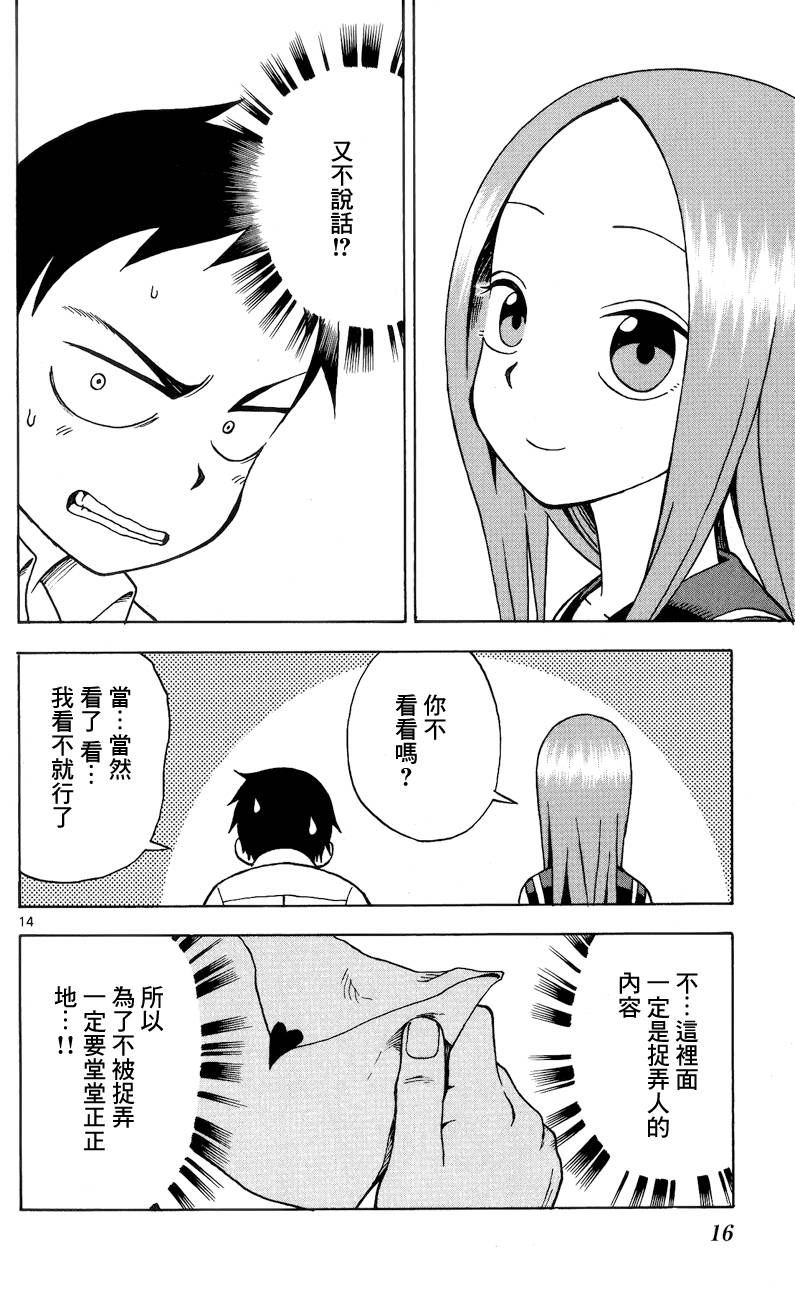 又不說話!?
你不
看看嗎?
當…當然
看了 看…
我看不就行了
14
不…這裡面
一定是捉弄人的
內容
所以
為了不被捉弄
一定要堂堂正正
地…!!
16